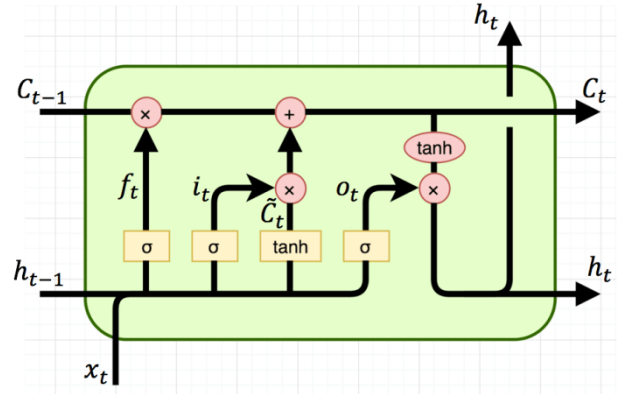 h_t
C_{t-1} × + C_t
tanh
f_t i_t × o_t ×
C̃_t
σ σ tanh σ
h_{t-1} h_t
x_t